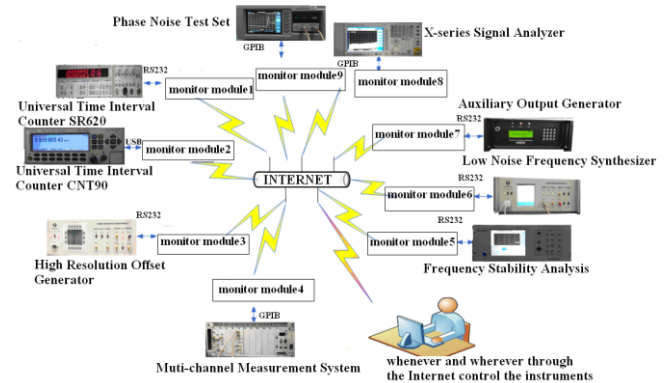 Phase Noise Test Set
GPIB
X-series Signal Analyzer
GPIB
RS232
monitor module1
monitor module9
monitor module8
Universal Time Interval
Counter SR620
Auxiliary Output Generator
RS232
monitor module7
USB
monitor module2
Universal Time Interval
Counter CNT90
Low Noise Frequency Synthesizer
INTERNET
RS232
monitor module6
RS232
monitor module3
RS232
monitor module5
High Resolution Offset
Generator
Frequency Stability Analysis
monitor module4
GPIB
Muti-channel Measurement System
whenever and wherever through
the Internet control the instruments